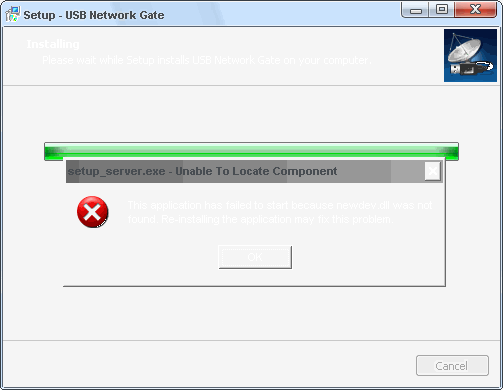 Setup - USB Network Gate
Installing
Please wait while Setup installs USB Network Gate on your computer.
setup_server.exe - Unable To Locate Component
This application has failed to start because newdev.dll was not
found. Re-installing the application may fix this problem.
OK
Cancel